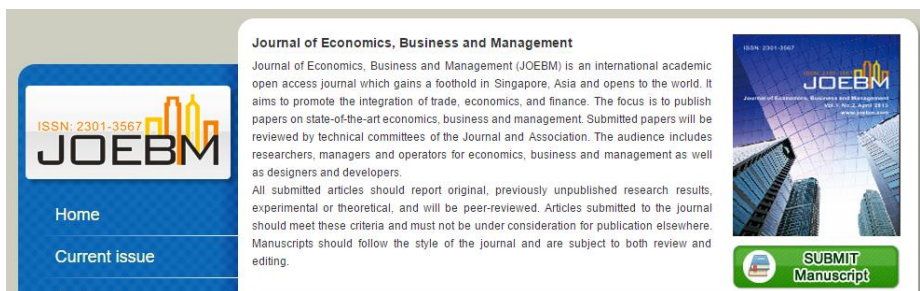 ISSN: 2301-3567
JOEBM
Home
Current issue
Journal of Economics, Business and Management
Journal of Economics, Business and Management (JOEBM) is an international academic
open access journal which gains a foothold in Singapore, Asia and opens to the world. It
aims to promote the integration of trade, economics, and finance. The focus is to publish
papers on state-of-the-art economics, business and management. Submitted papers will be
reviewed by technical committees of the Journal and Association. The audience includes
researchers, managers and operators for economics, business and management as well
as designers and developers.
All submitted articles should report original, previously unpublished research results,
experimental or theoretical, and will be peer-reviewed. Articles submitted to the journal
should meet these criteria and must not be under consideration for publication elsewhere.
Manuscripts should follow the style of the journal and are subject to both review and
editing.
ISSN: 2301-3567
JOEBM
Journal of Economics, Business and Management
www.joebm.com
SUBMIT
Manuscript